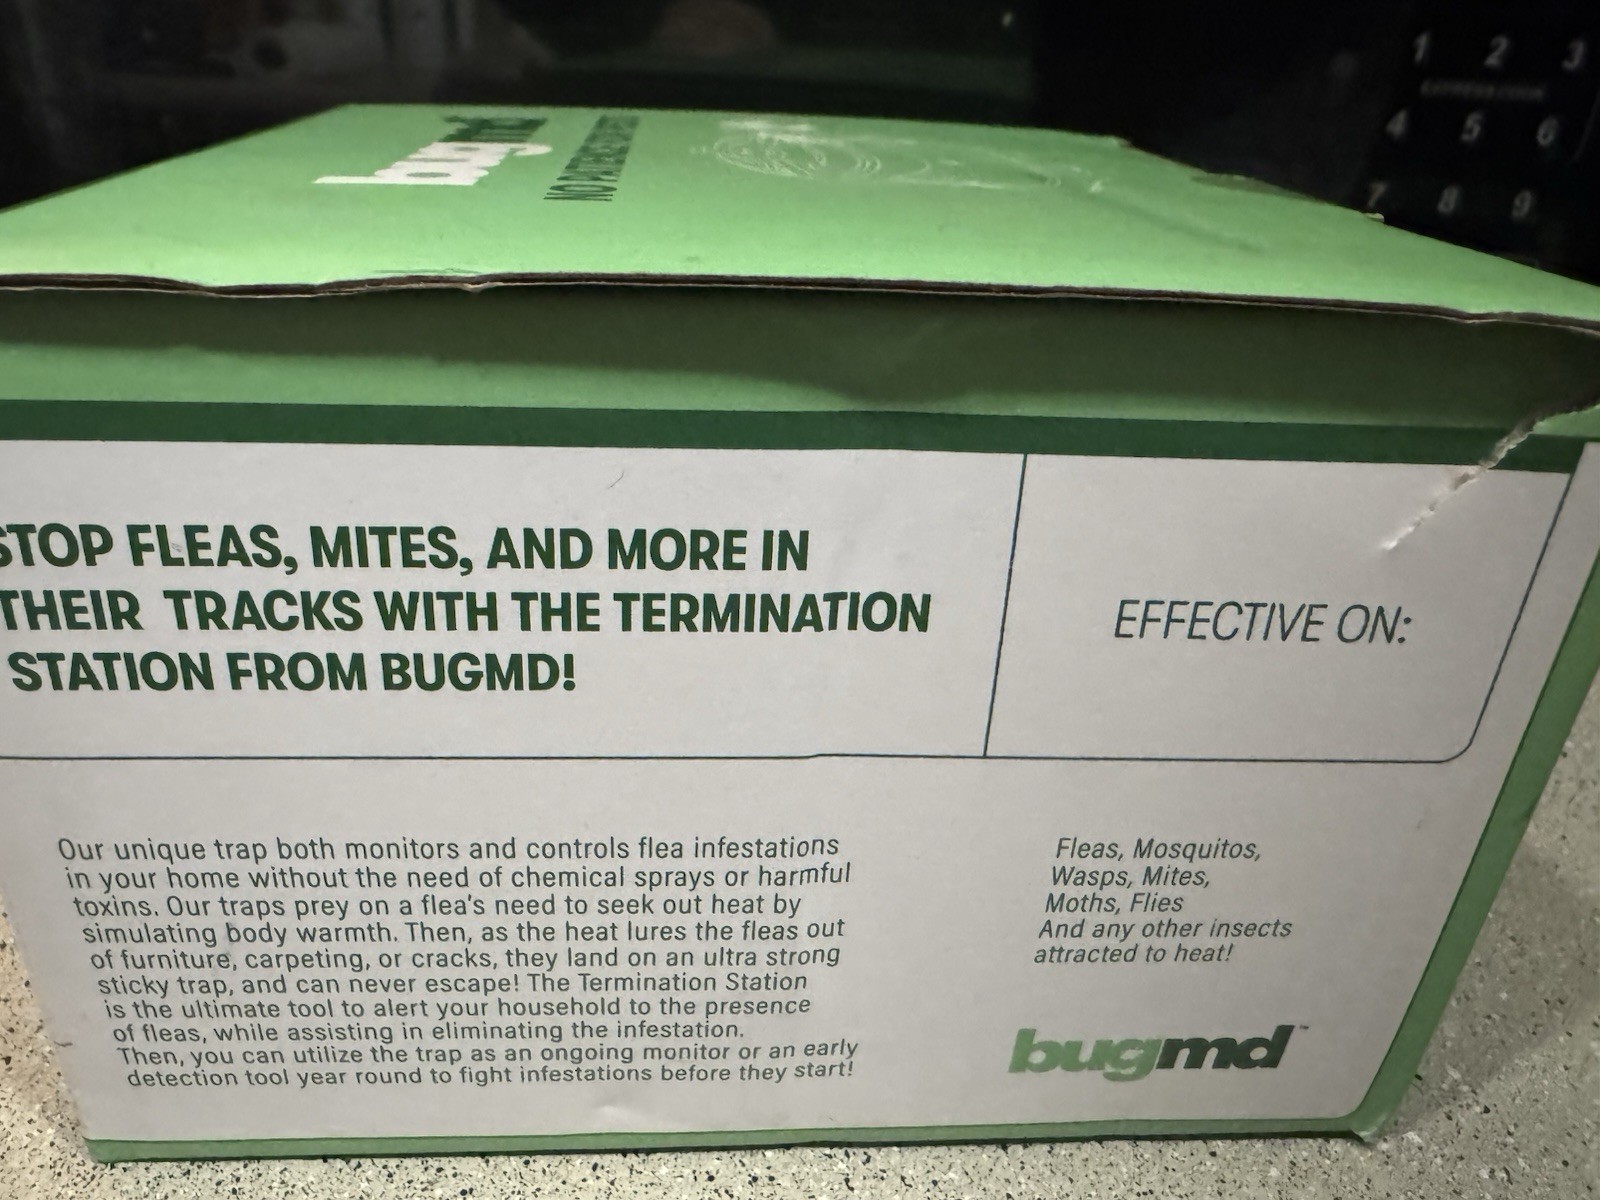 bugmd
1 2 3
4 5 6
7 8 9
STOP FLEAS, MITES, AND MORE IN
THEIR TRACKS WITH THE TERMINATION
STATION FROM BUGMD!
EFFECTIVE ON:
Our unique trap both monitors and controls flea infestations
in your home without the need of chemical sprays or harmful
toxins. Our traps prey on a flea's need to seek out heat by
simulating body warmth. Then, as the heat lures the fleas out
of furniture, carpeting, or cracks, they land on an ultra strong
sticky trap, and can never escape! The Termination Station
is the ultimate tool to alert your household to the presence
of fleas, while assisting in eliminating the infestation.
Then, you can utilize the trap as an ongoing monitor or an early
detection tool year round to fight infestations before they start!
Fleas, Mosquitos,
Wasps, Mites,
Moths, Flies
And any other insects
attracted to heat!
bugmd™